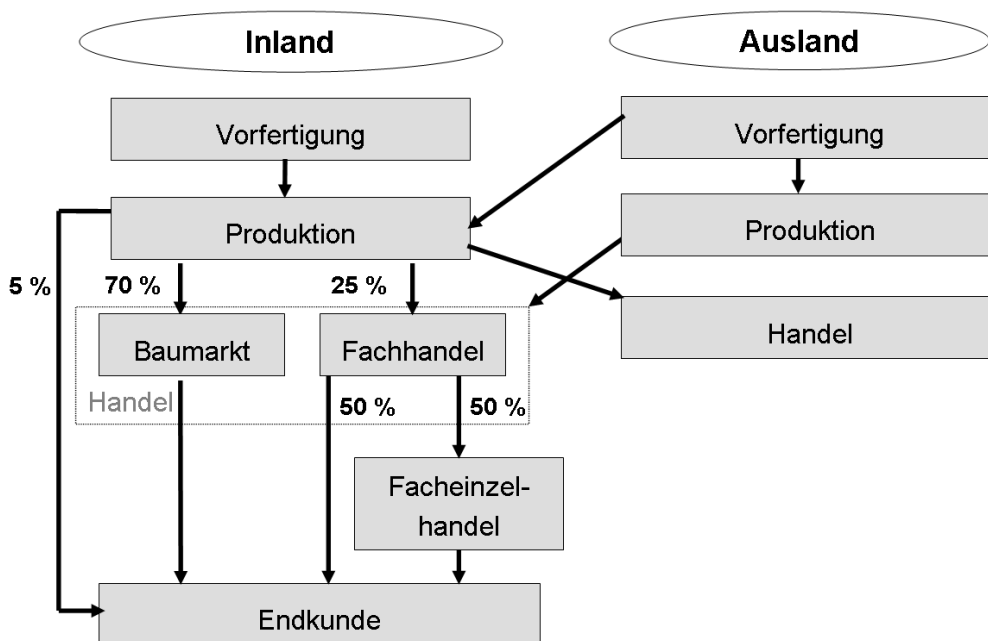 Inland
Ausland
Vorfertigung
Vorfertigung
Produktion
Produktion
5 %
70 %
25 %
Handel
Baumarkt
Fachhandel
Handel
50 %
50 %
Facheinzel-
handel
Endkunde